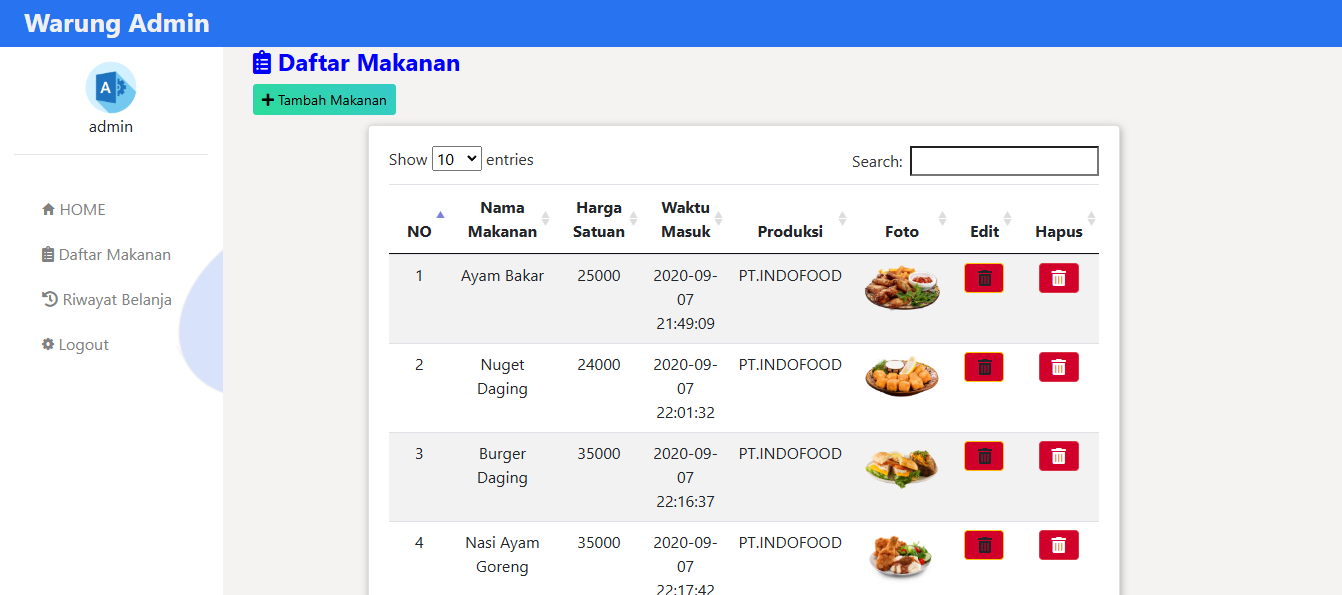 Warung Admin
A
admin
HOME
Daftar Makanan
Riwayat Belanja
Logout
Daftar Makanan
Tambah Makanan
Show 10 entries
Search:
NO Nama Makanan Harga Satuan Waktu Masuk Produksi Foto Edit Hapus
1 Ayam Bakar 25000 2020-09-07 21:49:09 PT.INDOFOOD
2 Nuget Daging 24000 2020-09-07 22:01:32 PT.INDOFOOD
3 Burger Daging 35000 2020-09-07 22:16:37 PT.INDOFOOD
4 Nasi Ayam Goreng 35000 2020-09-07 22:17:42 PT.INDOFOOD